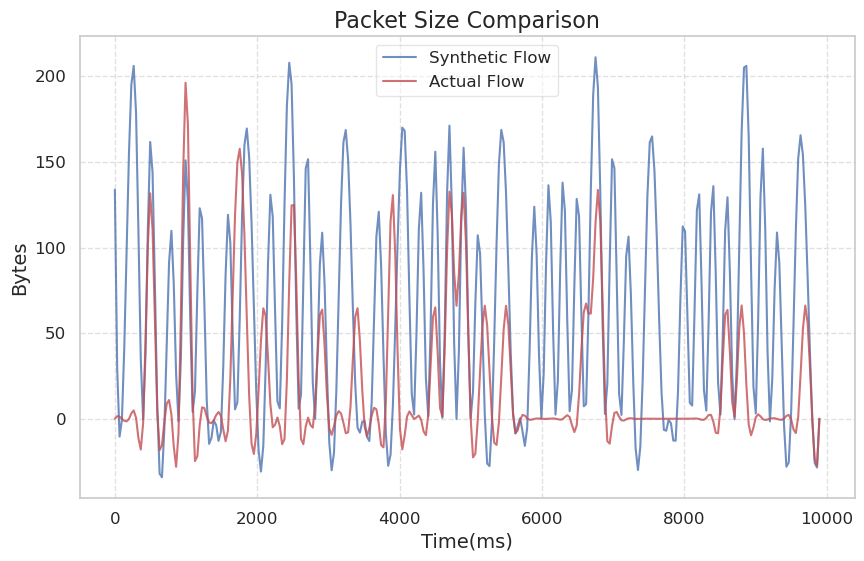 Packet Size Comparison
Synthetic Flow
Actual Flow
Bytes
200
150
100
50
0
0 2000 4000 6000 8000 10000
Time(ms)